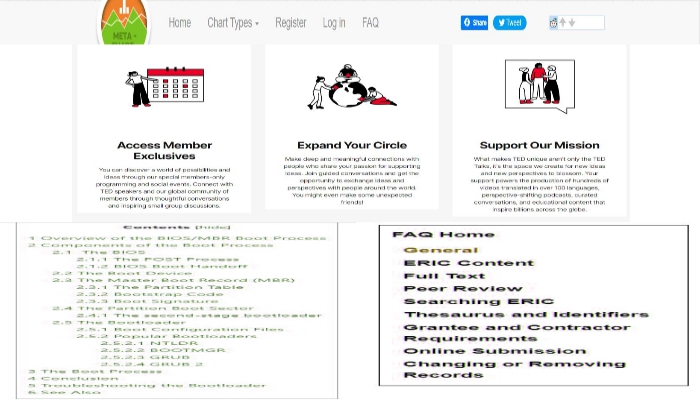 META -
Home
Chart Types
Register
Log in
FAQ
Share
Tweet
Access Member
Exclusives
You can discover a world of possibilities and
ideas through our special members-only
programming and social events. Connect with
TED speakers and our global community of
members through thoughtful conversations
and inspiring small group discussions.
Expand Your Circle
Make deep and meaningful connections with
people who share your passion for supporting
ideas. Join guided conversations and get the
opportunity to exchange ideas and
perspectives with people around the world.
You might even make some unexpected
friends!
Support Our Mission
What makes TED unique aren't only the TED
Talks, it's the space we create for new ideas
and new perspectives to blossom. Your
support powers the production of hundreds of
videos translated in over 100 languages,
perspective-shifting podcasts, curated
conversations, and educational content that
inspire billions across the globe.
Contents [hide]
1 Overview of the BIOS/MBR Boot Process
2 Components of the Boot Process
2.1 The BIOS
2.1.1 The POST Process
2.1.2 BIOS Boot Handoff
2.2 The Boot Device
2.3 The Master Boot Record (MBR)
2.3.1 The Partition Table
2.3.2 Bootstrap Code
2.3.3 Boot Signature
2.4 The Partition Boot Sector
2.4.1 The second-stage bootloader
2.5 The Bootloader
2.5.1 Boot Configuration Files
2.5.2 Popular Bootloaders
2.5.2.1 NTLDR
2.5.2.2 BOOTMGR
2.5.2.3 GRUB
2.5.2.4 GRUB 2
3 The Boot Process
4 Conclusion
5 Troubleshooting the Bootloader
6 See Also
FAQ Home
General
ERIC Content
Full Text
Peer Review
Searching ERIC
Thesaurus and Identifiers
Grantee and Contractor
Requirements
Online Submission
Changing or Removing
Records